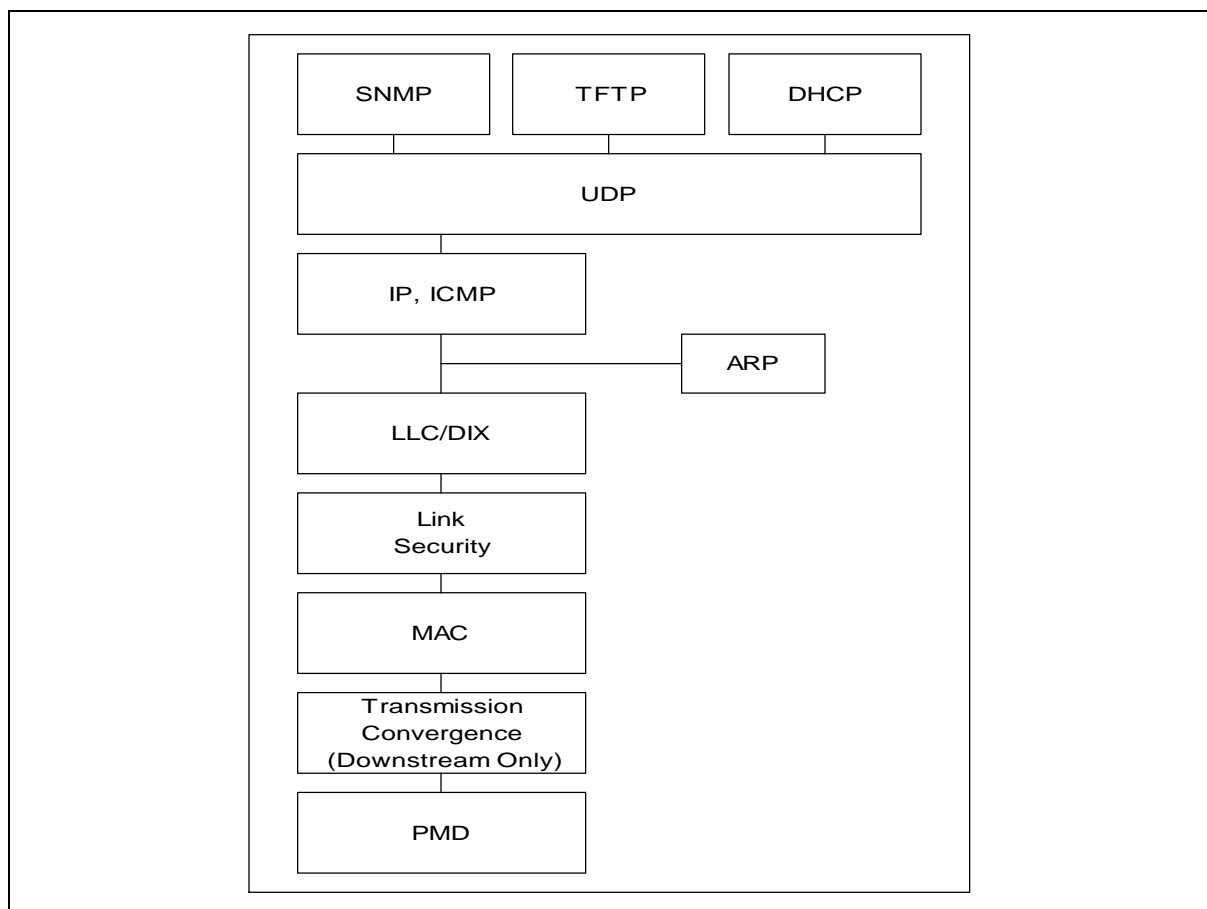 SNMP
TFTP
DHCP
UDP
IP, ICMP
ARP
LLC/DIX
Link
Security
MAC
Transmission
Convergence
(Downstream Only)
PMD